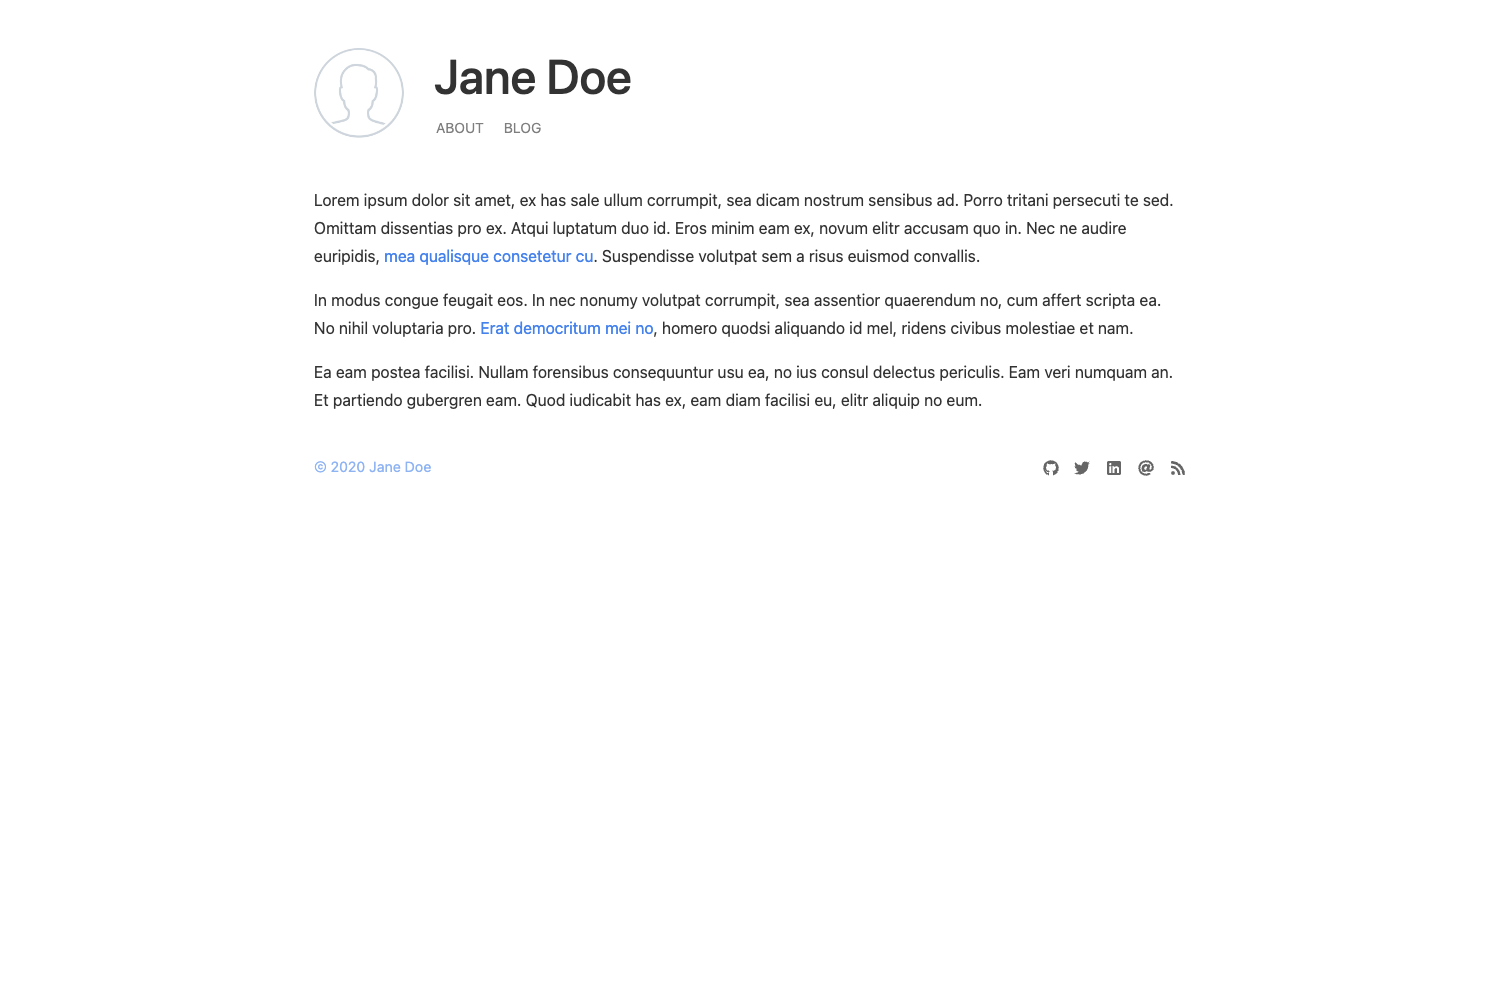 Jane Doe
ABOUT BLOG
Lorem ipsum dolor sit amet, ex has sale ullum corrumpit, sea dicam nostrum sensibus ad. Porro tritani persecuti te sed.
Omittam dissentias pro ex. Atqui luptatum duo id. Eros minim eam ex, novum elitr accusam quo in. Nec ne audire
euripidis, mea qualisque consetetur cu. Suspendisse volutpat sem a risus euismod convallis.
In modus congue feugait eos. In nec nonumy volutpat corrumpit, sea assentior quaerendum no, cum affert scripta ea.
No nihil voluptaria pro. Erat democritum mei no, homero quodsi aliquando id mel, ridens civibus molestiae et nam.
Ea eam postea facilisi. Nullam forensibus consequuntur usu ea, no ius consul delectus periculis. Eam veri numquam an.
Et partiendo gubergren eam. Quod iudicabit has ex, eam diam facilisi eu, elitr aliquip no eum.
© 2020 Jane Doe